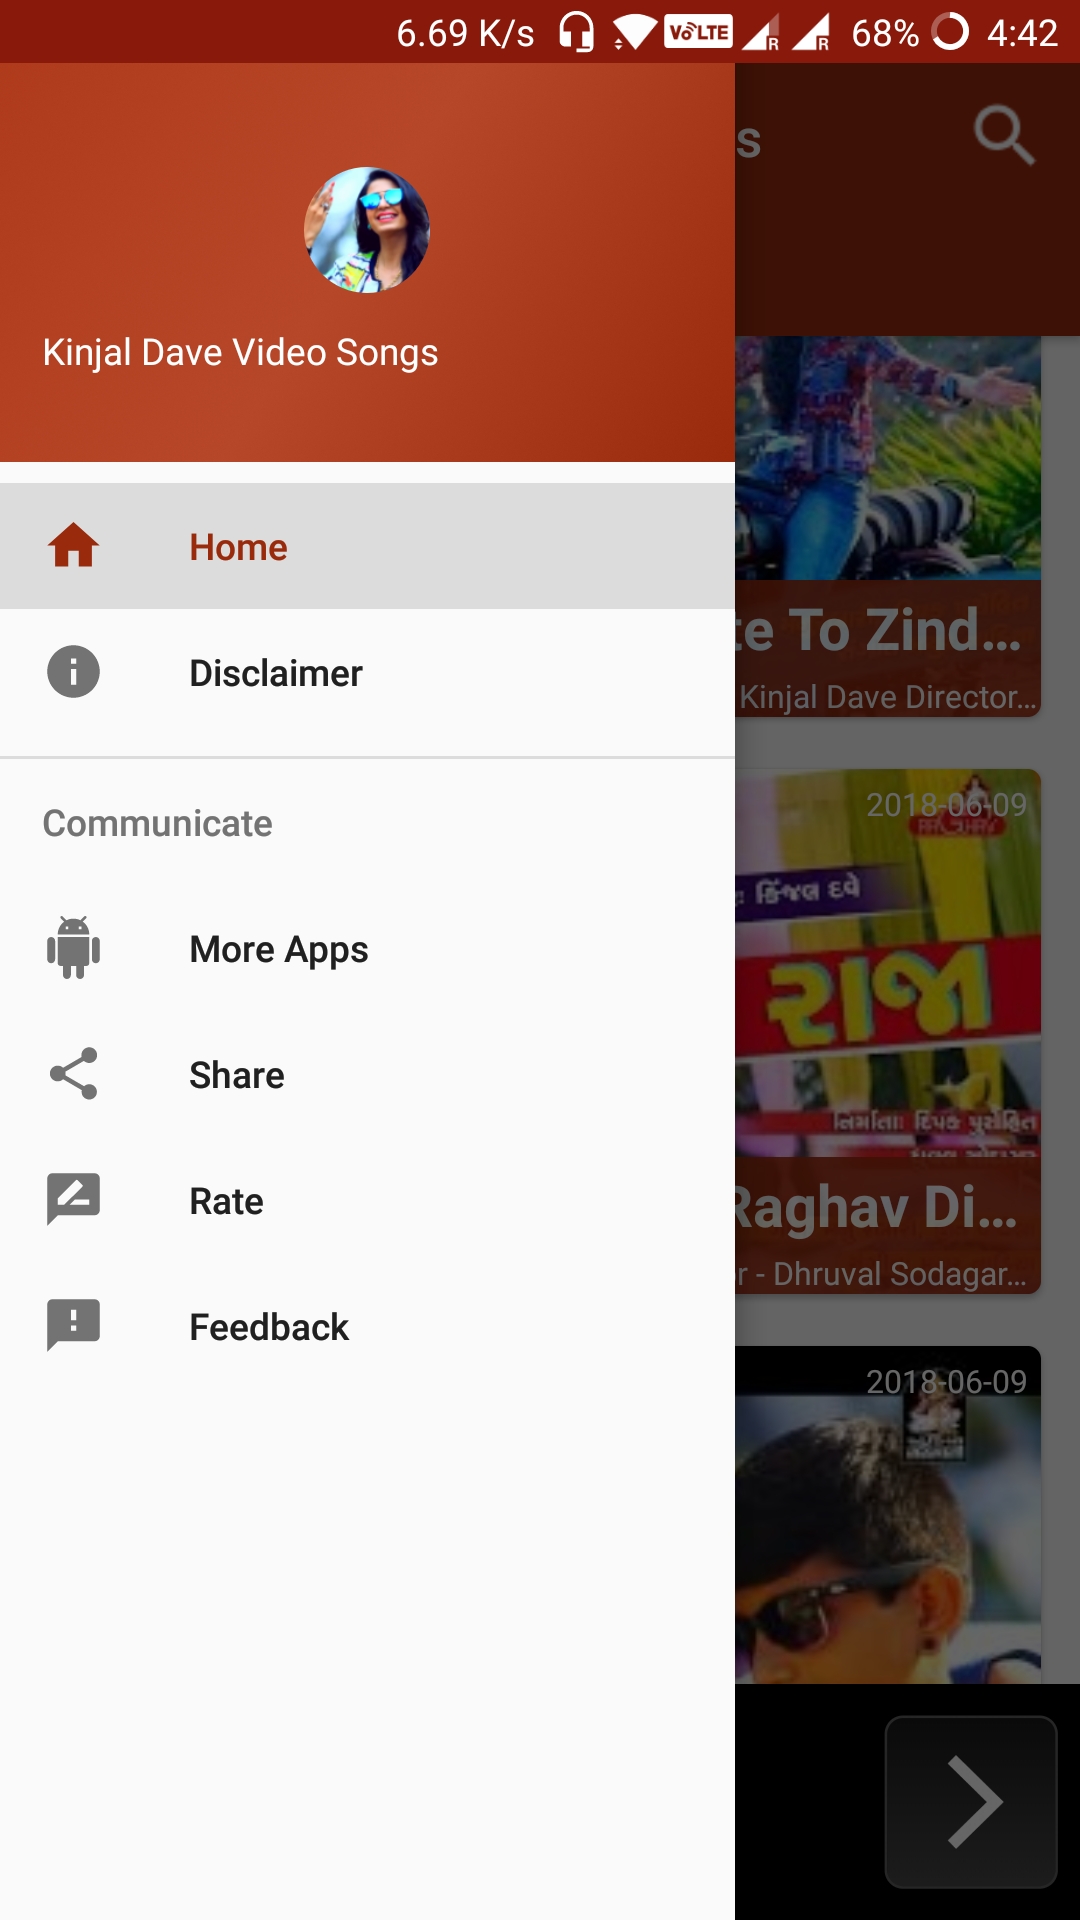 6.69 K/s VoLTE R R 68% 4:42
s
Kinjal Dave Video Songs
Home
Disclaimer
Communicate
More Apps
Share
Rate
Feedback
te To Zind...
Kinjal Dave Director...
2018-06-09
કિંજલ દવે
રાજા
નિર્માતાઃ દિપક પુરોહિત
Raghav Di...
r - Dhruval Sodagar...
2018-06-09